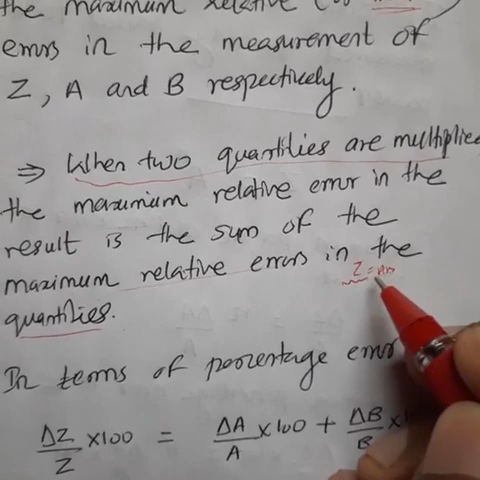 the maximum relative
errors in the measurement of
Z, A and B respectively.
⇒ When two quantities are multiplied
the maximum relative error in the
result is the sum of the
maximum relative errors in the
Z =
quantities.
In terms of percentage error
ΔZ/Z ×100 = ΔA/A ×100 + ΔB/B ×